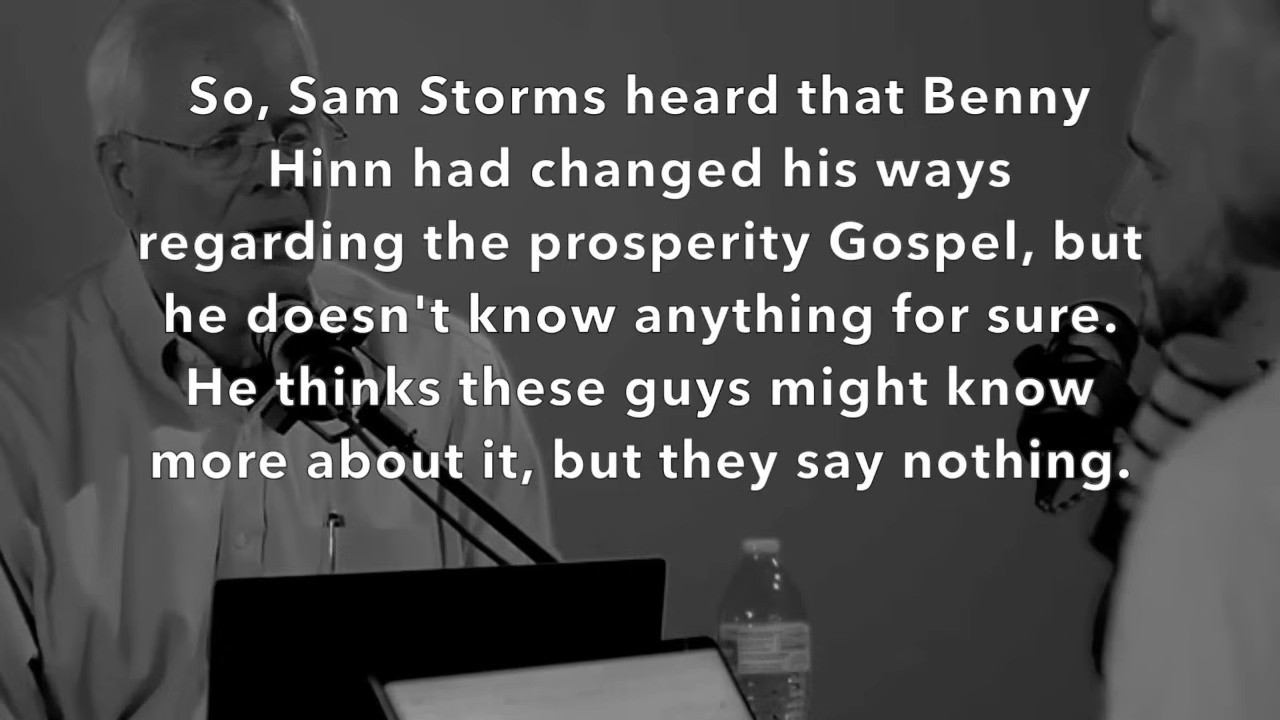 So, Sam Storms heard that Benny
Hinn had changed his ways
regarding the prosperity Gospel, but
he doesn't know anything for sure.
He thinks these guys might know
more about it, but they say nothing.